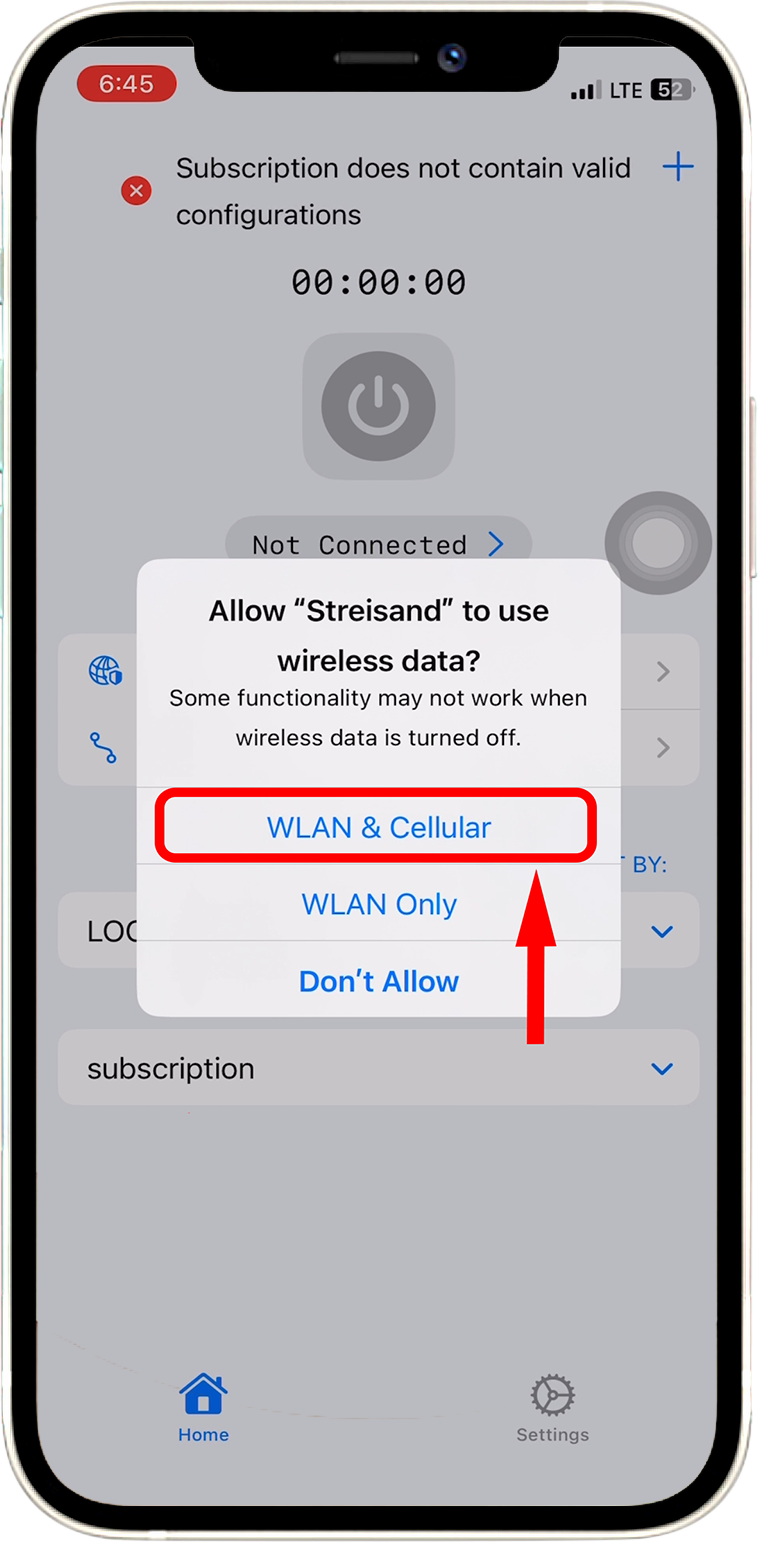 6:45
LTE 52
Subscription does not contain valid
configurations
00:00:00
Not Connected
Allow “Streisand” to use
wireless data?
Some functionality may not work when
wireless data is turned off.
WLAN & Cellular
BY:
WLAN Only
Don’t Allow
subscription
Home
Settings